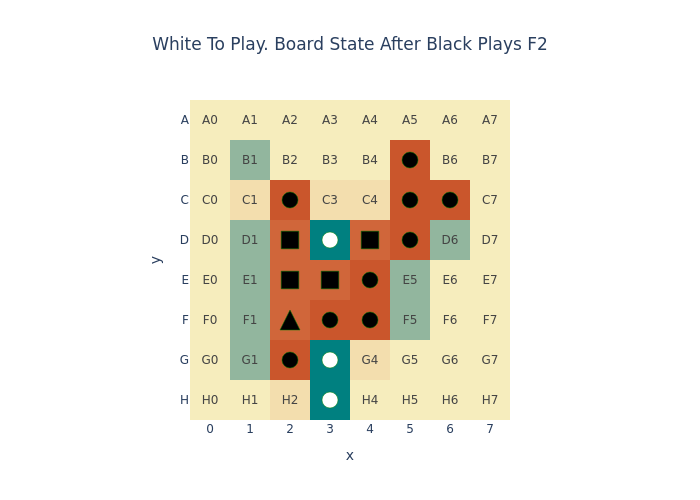 White To Play. Board State After Black Plays F2
A A0 A1 A2 A3 A4 A5 A6 A7
B B0 B1 B2 B3 B4 B6 B7
C C0 C1 C3 C4 C7
D D0 D1 D6 D7
E E0 E1 E5 E6 E7
F F0 F1 F5 F6 F7
G G0 G1 G4 G5 G6 G7
H H0 H1 H2 H4 H5 H6 H7
0 1 2 3 4 5 6 7
x
y